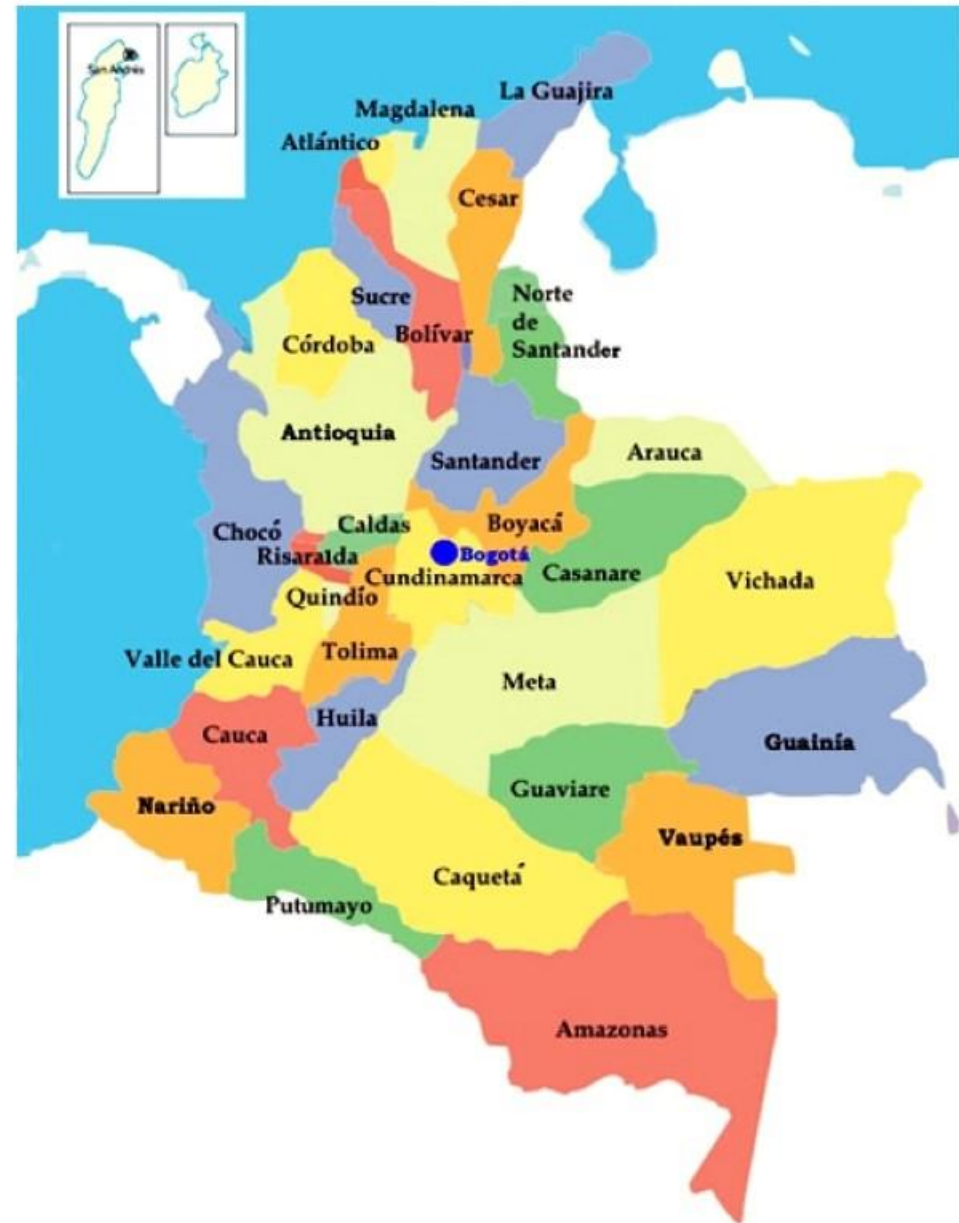 San Andrés
La Guajira
Magdalena
Atlántico
Cesar
Sucre
Norte
de
Santander
Bolívar
Córdoba
Antioquia
Santander
Arauca
Chocó
Caldas
Boyacá
Risaralda
Bogotá
Cundinamarca
Casanare
Vichada
Quindío
Valle del Cauca
Tolima
Meta
Huila
Cauca
Guainía
Nariño
Guaviare
Vaupés
Caquetá
Putumayo
Amazonas